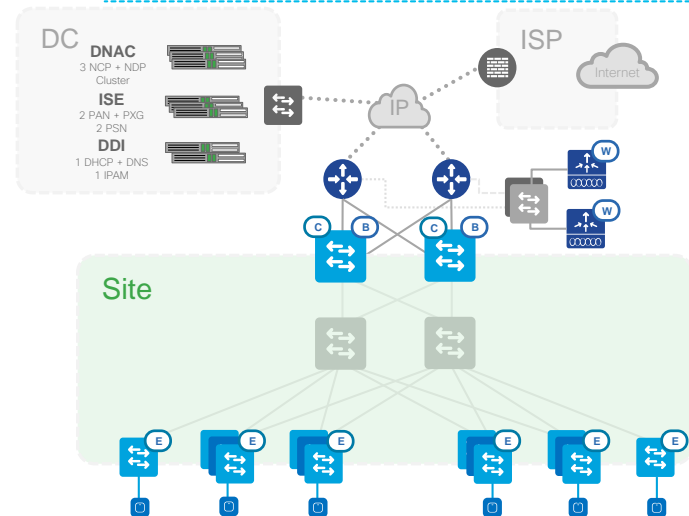 DC
DNAC
3 NCP + NDP
Cluster
ISE
2 PAN + PXG
2 PSN
DDI
1 DHCP + DNS
1 IPAM
ISP
Internet
IP
W
W
C
B
C
B
Site
E
E
E
E
E
E